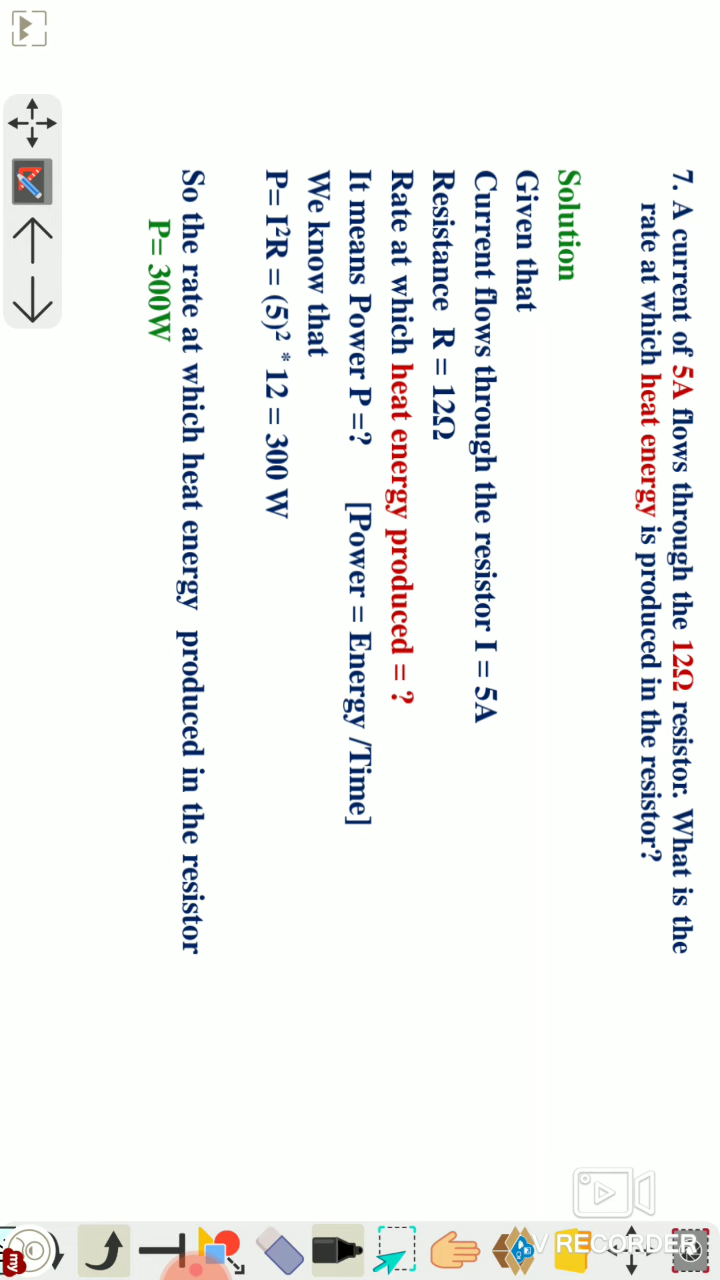 7. A current of 5A flows through the 12Ω resistor. What is the
rate at which heat energy is produced in the resistor?
Solution
Given that
Current flows through the resistor I = 5A
Resistance R = 12Ω
Rate at which heat energy produced = ?
It means Power P =? [Power = Energy /Time]
We know that
P= I²R = (5)² * 12 = 300 W
So the rate at which heat energy produced in the resistor
P= 300W
V RECORDER
my